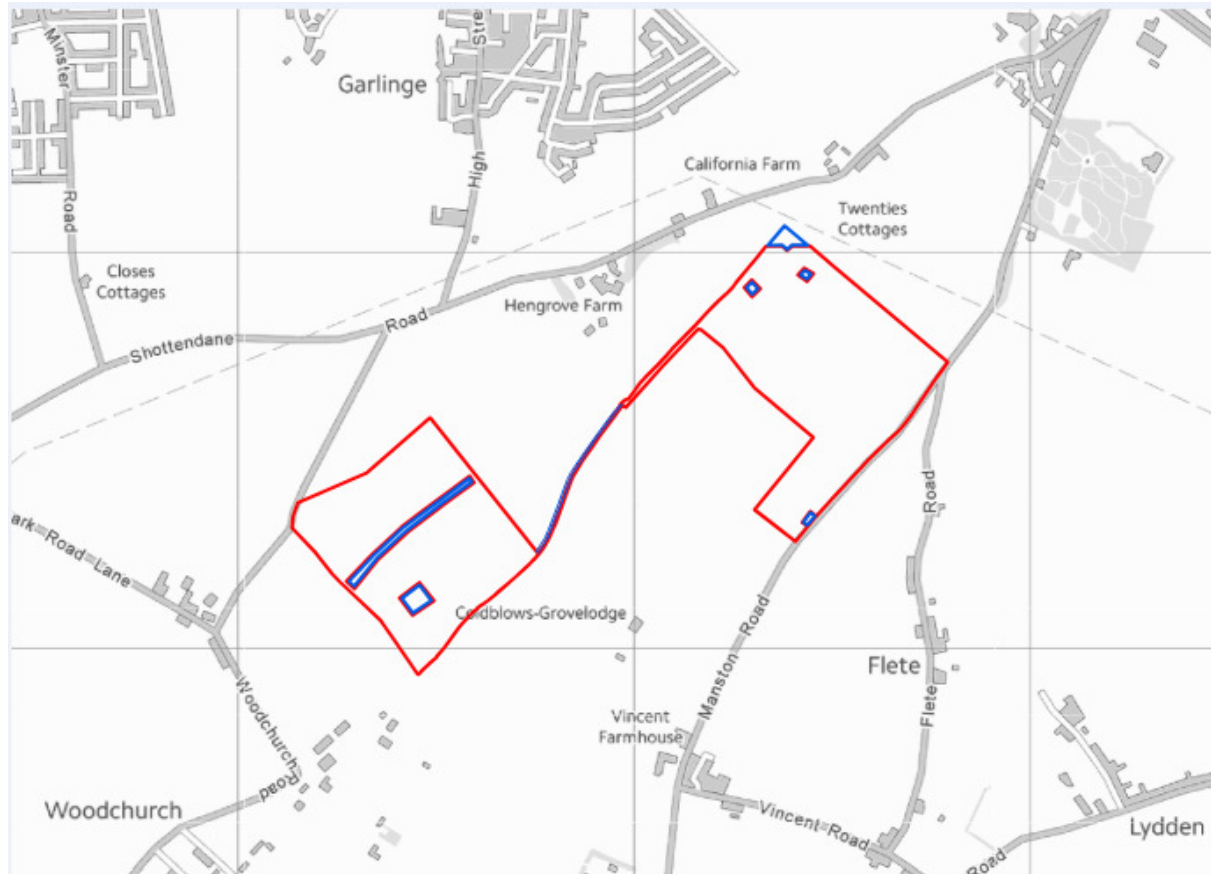 Minster
Road
Garlinge
Stre
High
California Farm
Twenties
Cottages
Closes
Cottages
Hengrove Farm
Road
Shottendane
ark Road Lane
Coldblows-Grovelodge
Road
Manston Road
Flete
Flete
Vincent
Farmhouse
Woodchurch
Road
Woodchurch
Vincent Road
Road
Lydden